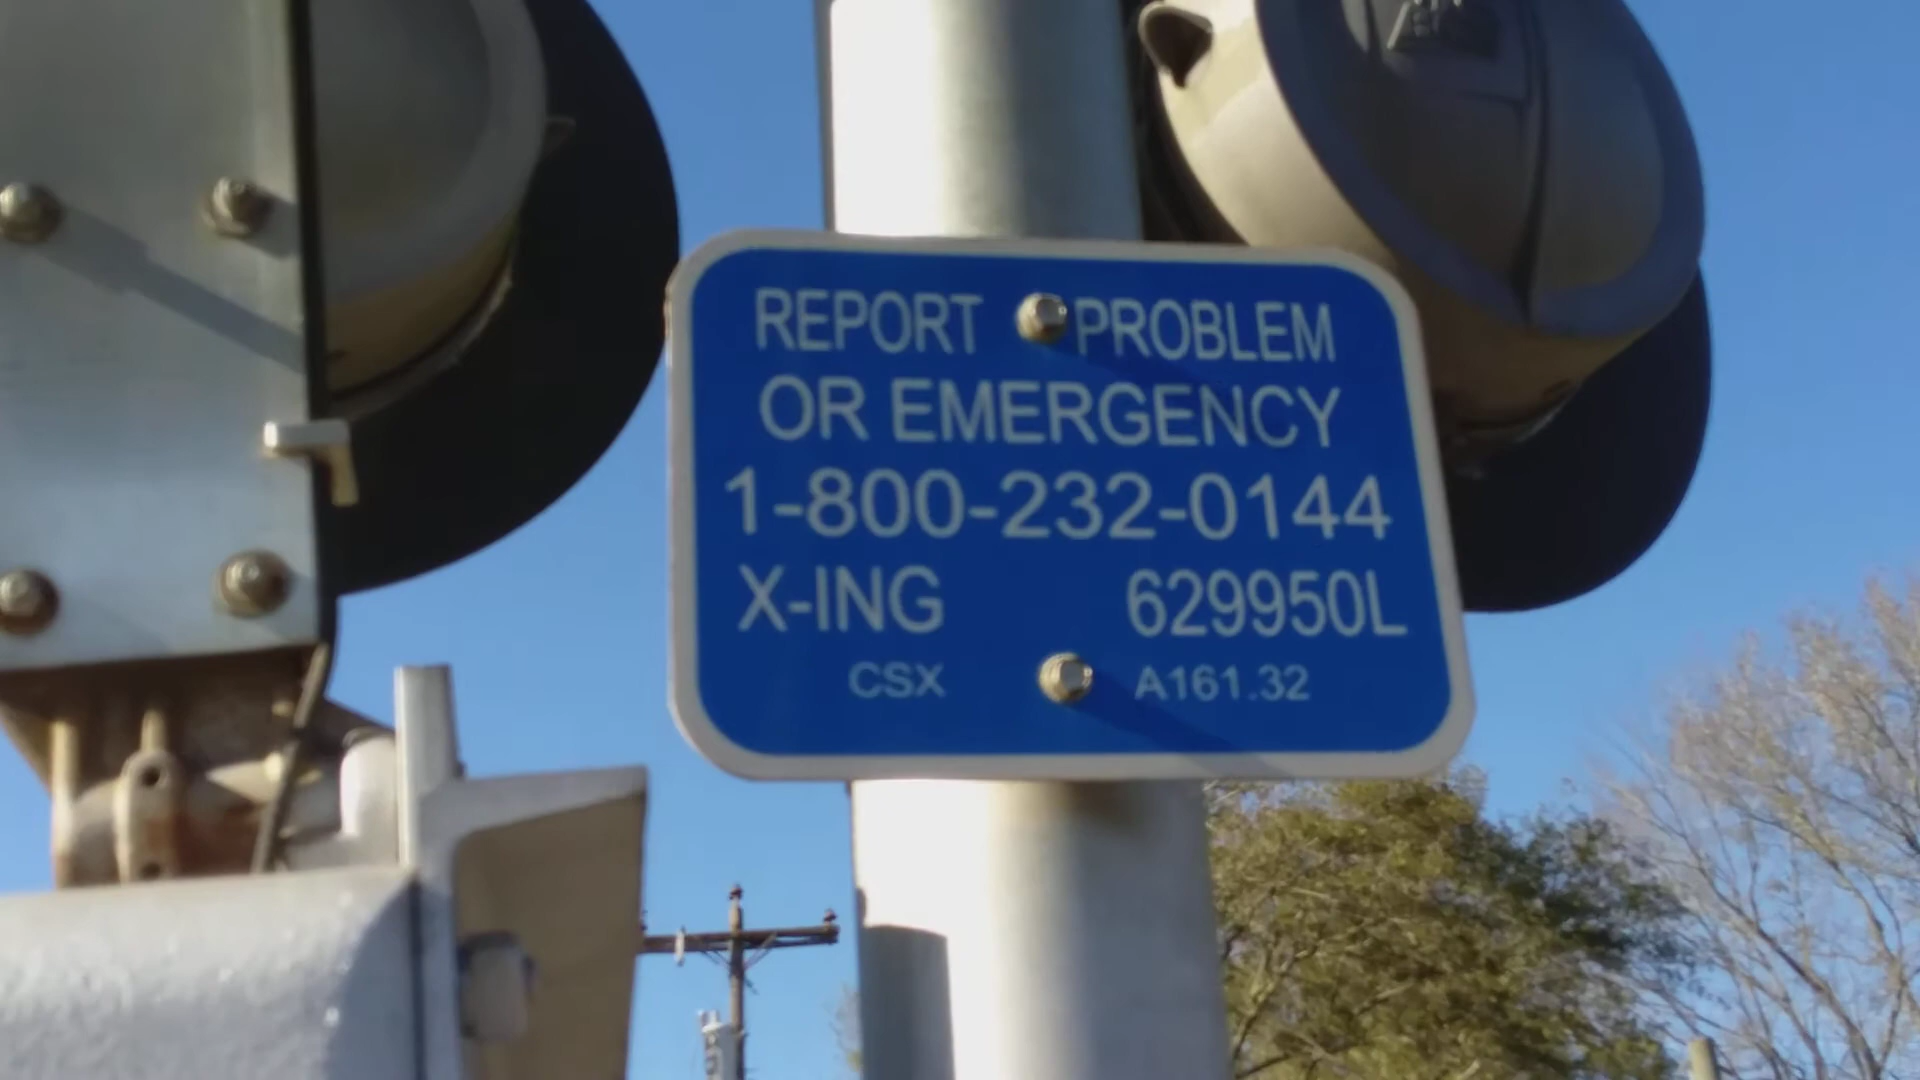 REPORT PROBLEM
OR EMERGENCY
1-800-232-0144
X-ING 629950L
CSX A161.32